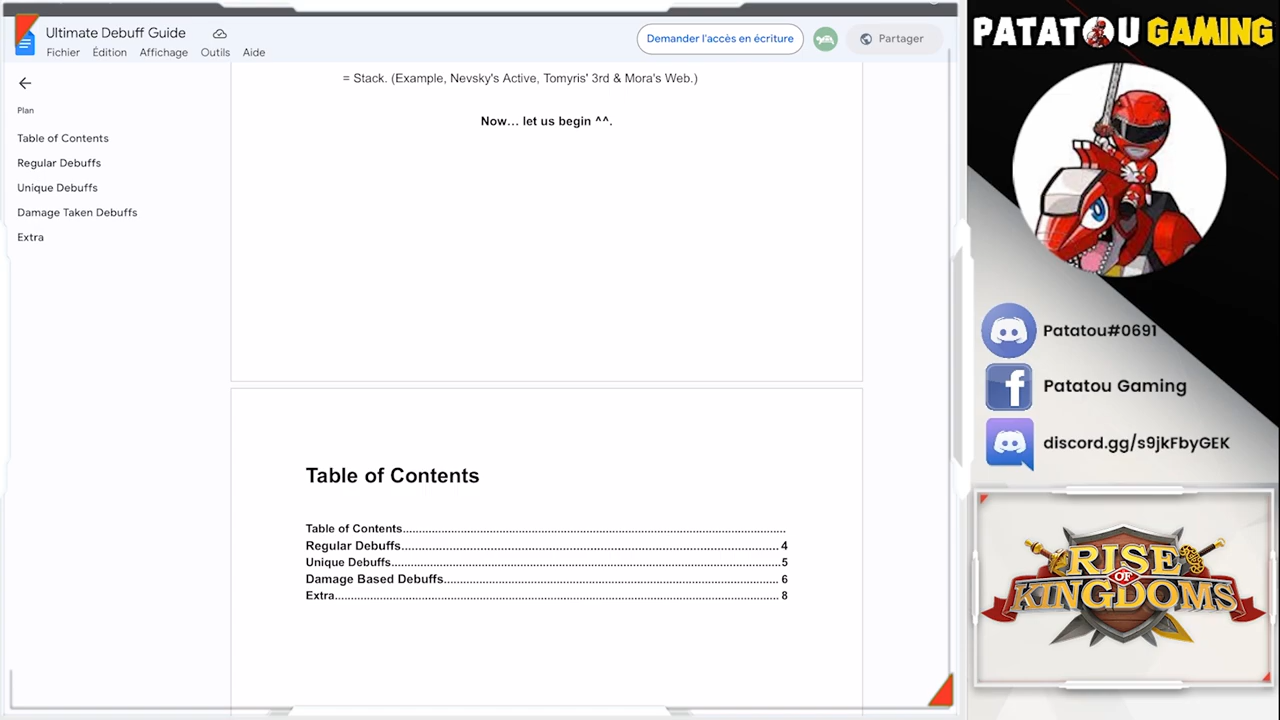 Ultimate Debuff Guide
Fichier Édition Affichage Outils Aide
Demander l'accès en écriture
Partager
Plan
Table of Contents
Regular Debuffs
Unique Debuffs
Damage Taken Debuffs
Extra
= Stack. (Example, Nevsky's Active, Tomyris' 3rd & Mora's Web.)
Now... let us begin ^^.
Table of Contents
Table of Contents
Regular Debuffs 4
Unique Debuffs 5
Damage Based Debuffs 6
Extra 8
PATATOU GAMING
Patatou#0691
Patatou Gaming
discord.gg/s9jkFbyGEK
RISE
OF
KINGDOMS